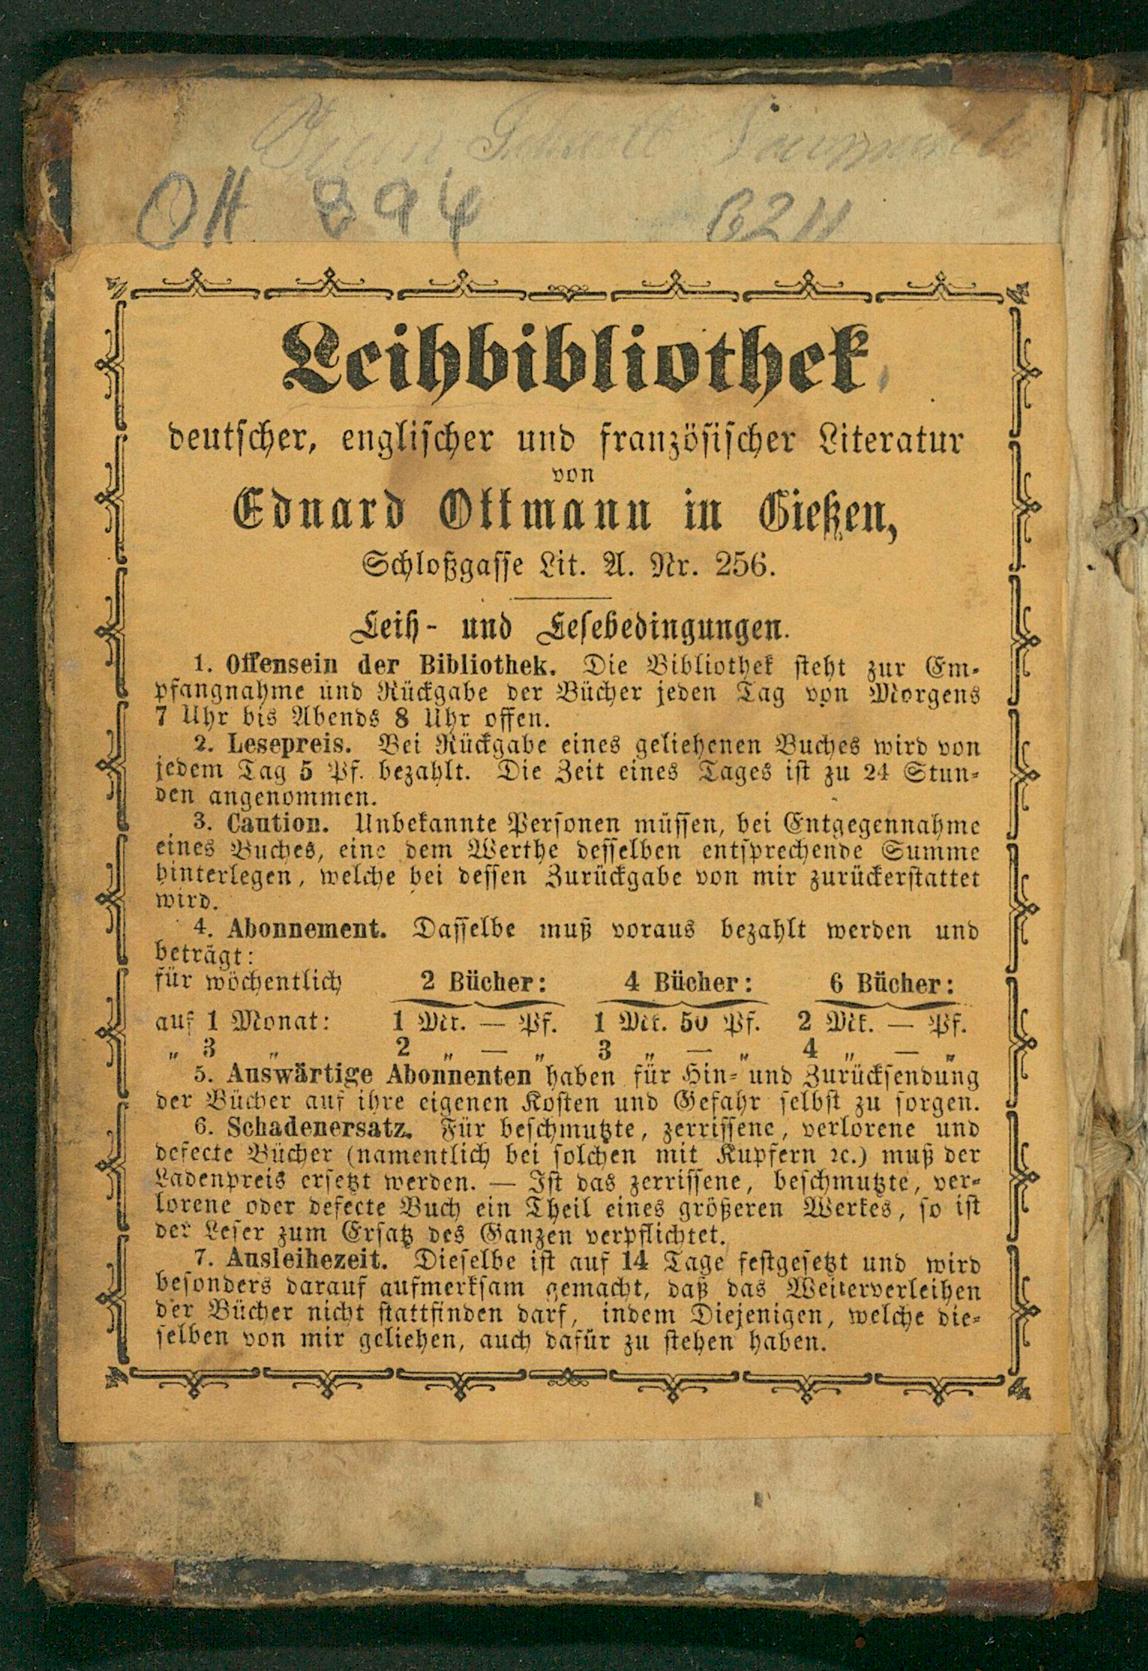 OH 894 6211
Leihbibliothek
deutscher, englischer und französischer Literatur
von
Eduard Ottmann in Gießen,
Schloßgasse Lit. A. Nr. 256.
Leih- und Lesebedingungen.
1. Offensein der Bibliothek. Die Bibliothek steht zur Em-
pfangnahme und Rückgabe der Bücher jeden Tag von Morgens
7 Uhr bis Abends 8 Uhr offen.
2. Lesepreis. Bei Rückgabe eines geliehenen Buches wird von
jedem Tag 5 Pf. bezahlt. Die Zeit eines Tages ist zu 24 Stun-
den angenommen.
3. Caution. Unbekannte Personen müssen, bei Entgegennahme
eines Buches, eine dem Werthe desselben entsprechende Summe
hinterlegen, welche bei dessen Zurückgabe von mir zurückerstattet
wird.
4. Abonnement. Dasselbe muß voraus bezahlt werden und
beträgt:
für wöchentlich 2 Bücher: 4 Bücher: 6 Bücher:
auf 1 Monat: 1 Mk. — Pf. 1 Mk. 50 Pf. 2 Mk. — Pf.
„ 3 „ 2 „ — „ 3 „ — „ 4 „ — „
5. Auswärtige Abonnenten haben für Hin- und Zurücksendung
der Bücher auf ihre eigenen Kosten und Gefahr selbst zu sorgen.
6. Schadenersatz. Für beschmutzte, zerrissene, verlorene und
defecte Bücher (namentlich bei solchen mit Kupfern ꝛc.) muß der
Ladenpreis ersetzt werden. — Ist das zerrissene, beschmutzte, ver-
lorene oder defecte Buch ein Theil eines größeren Werkes, so ist
der Leser zum Ersatz des Ganzen verpflichtet.
7. Ausleihezeit. Dieselbe ist auf 14 Tage festgesetzt und wird
besonders darauf aufmerksam gemacht, daß das Weiterverleihen
der Bücher nicht stattfinden darf, indem Diejenigen, welche die-
selben von mir geliehen, auch dafür zu stehen haben.